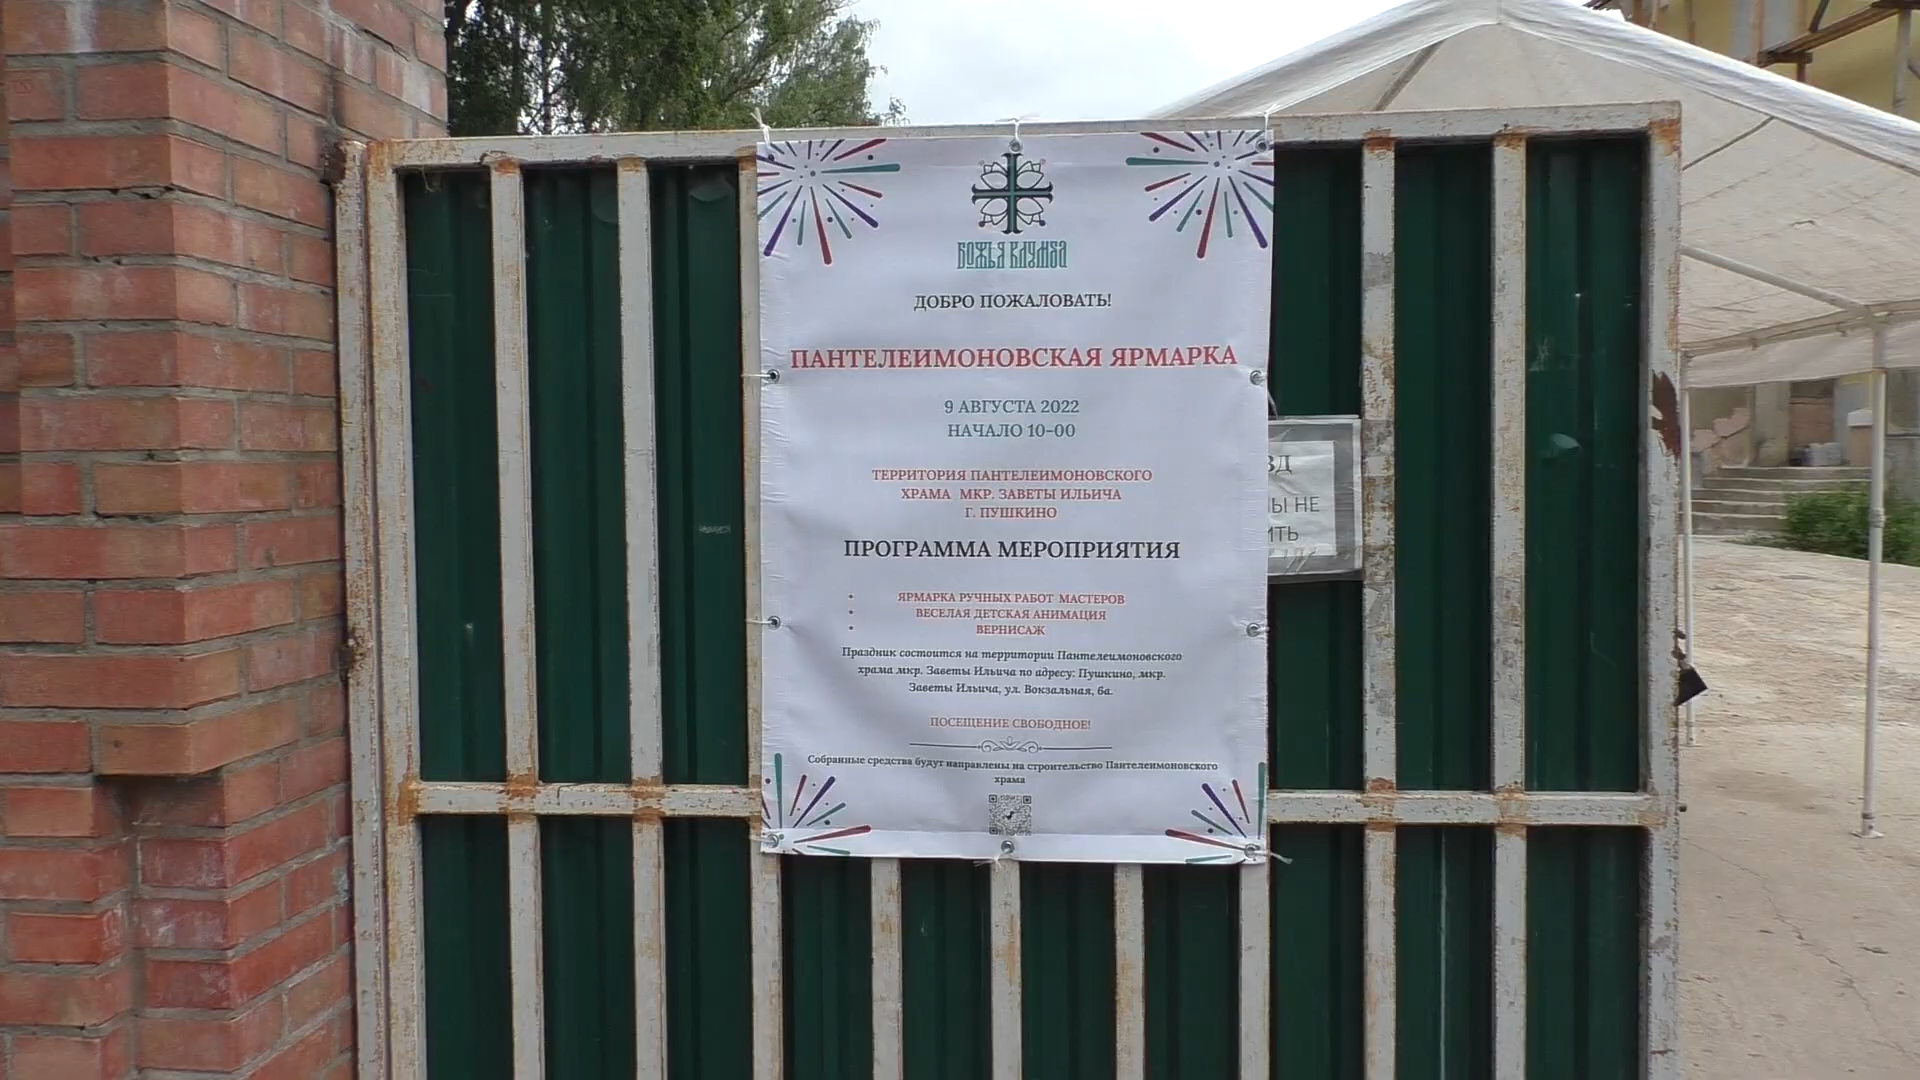 БОЖЬЯ КЛУМБА
ДОБРО ПОЖАЛОВАТЬ!
ПАНТЕЛЕИМОНОВСКАЯ ЯРМАРКА
9 АВГУСТА 2022
НАЧАЛО 10-00
ТЕРРИТОРИЯ ПАНТЕЛЕИМОНОВСКОГО
ХРАМА МКР. ЗАВЕТЫ ИЛЬИЧА
Г. ПУШКИНО
ПРОГРАММА МЕРОПРИЯТИЯ
• ЯРМАРКА РУЧНЫХ РАБОТ МАСТЕРОВ
• ВЕСЕЛАЯ ДЕТСКАЯ АНИМАЦИЯ
• ВЕРНИСАЖ
Праздник состоится на территории Пантелеимоновского
храма мкр. Заветы Ильича по адресу: Пушкино, мкр.
Заветы Ильича, ул. Вокзальная, 6а.
ПОСЕЩЕНИЕ СВОБОДНОЕ!
Собранные средства будут направлены на строительство Пантелеимоновского
храма
ЗД
Ы НЕ
ИТЬ